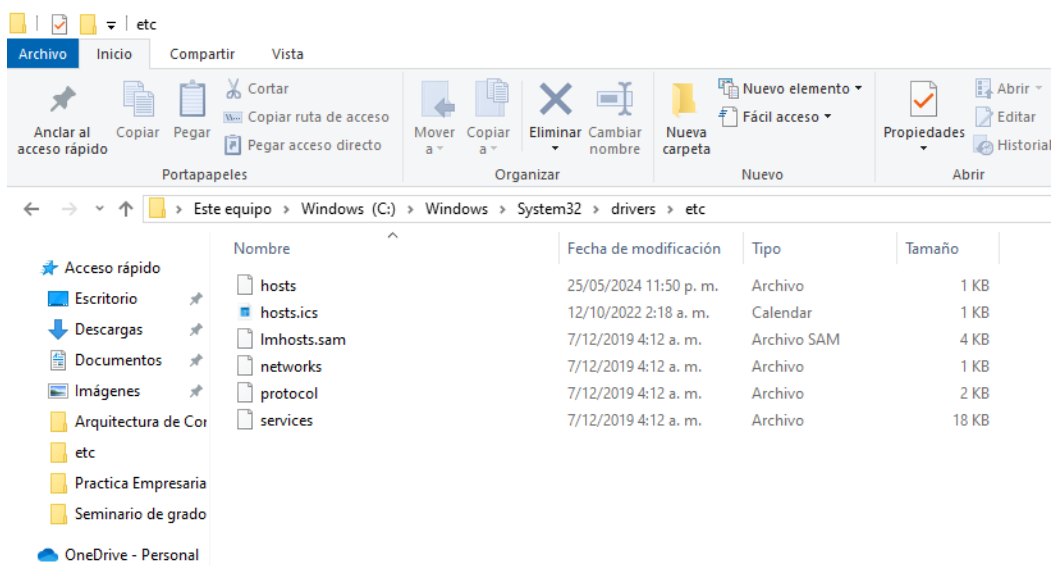 etc
Archivo Inicio Compartir Vista
Anclar al acceso rápido
Copiar
Pegar
Cortar
Copiar ruta de acceso
Pegar acceso directo
Mover a
Copiar a
Eliminar
Cambiar nombre
Nueva carpeta
Nuevo elemento
Fácil acceso
Propiedades
Abrir
Editar
Historial
Portapapeles Organizar Nuevo Abrir
Este equipo > Windows (C:) > Windows > System32 > drivers > etc
Acceso rápido
Escritorio
Descargas
Documentos
Imágenes
Arquitectura de Cor
etc
Practica Empresaria
Seminario de grado
OneDrive - Personal
Nombre Fecha de modificación Tipo Tamaño
hosts 25/05/2024 11:50 p. m. Archivo 1 KB
hosts.ics 12/10/2022 2:18 a. m. Calendar 1 KB
lmhosts.sam 7/12/2019 4:12 a. m. Archivo SAM 4 KB
networks 7/12/2019 4:12 a. m. Archivo 1 KB
protocol 7/12/2019 4:12 a. m. Archivo 2 KB
services 7/12/2019 4:12 a. m. Archivo 18 KB